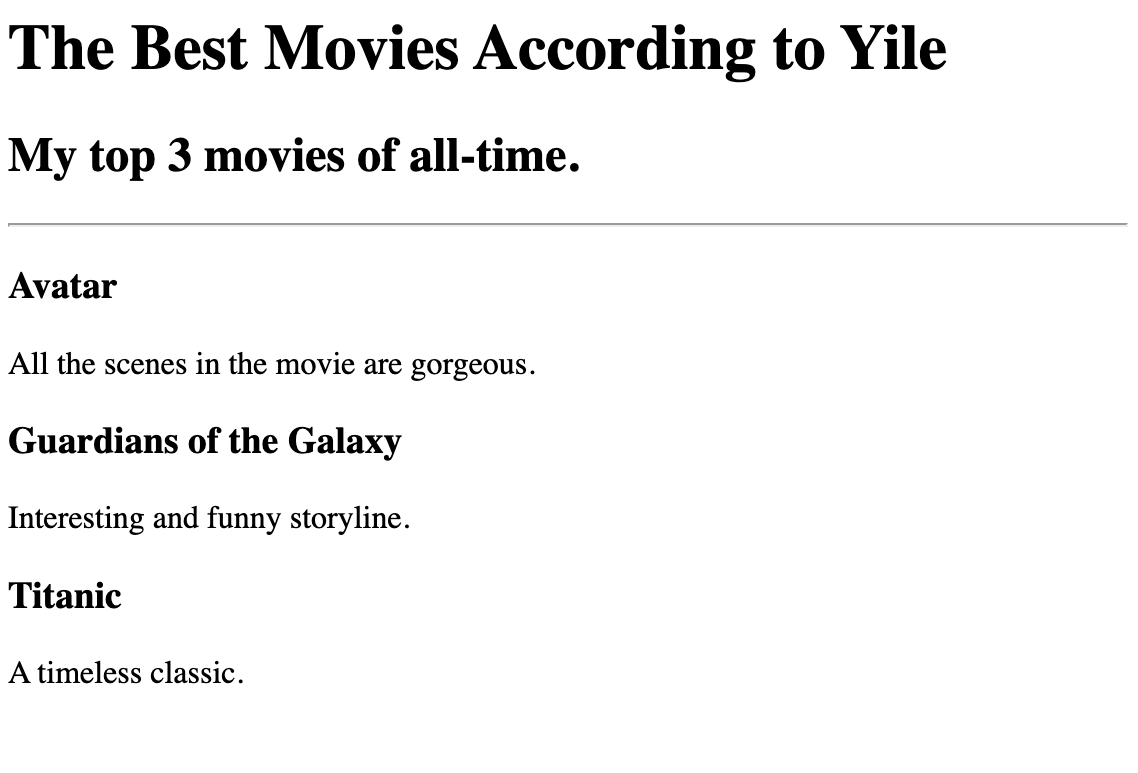 The Best Movies According to Yile
My top 3 movies of all-time.
Avatar
All the scenes in the movie are gorgeous.
Guardians of the Galaxy
Interesting and funny storyline.
Titanic
A timeless classic.